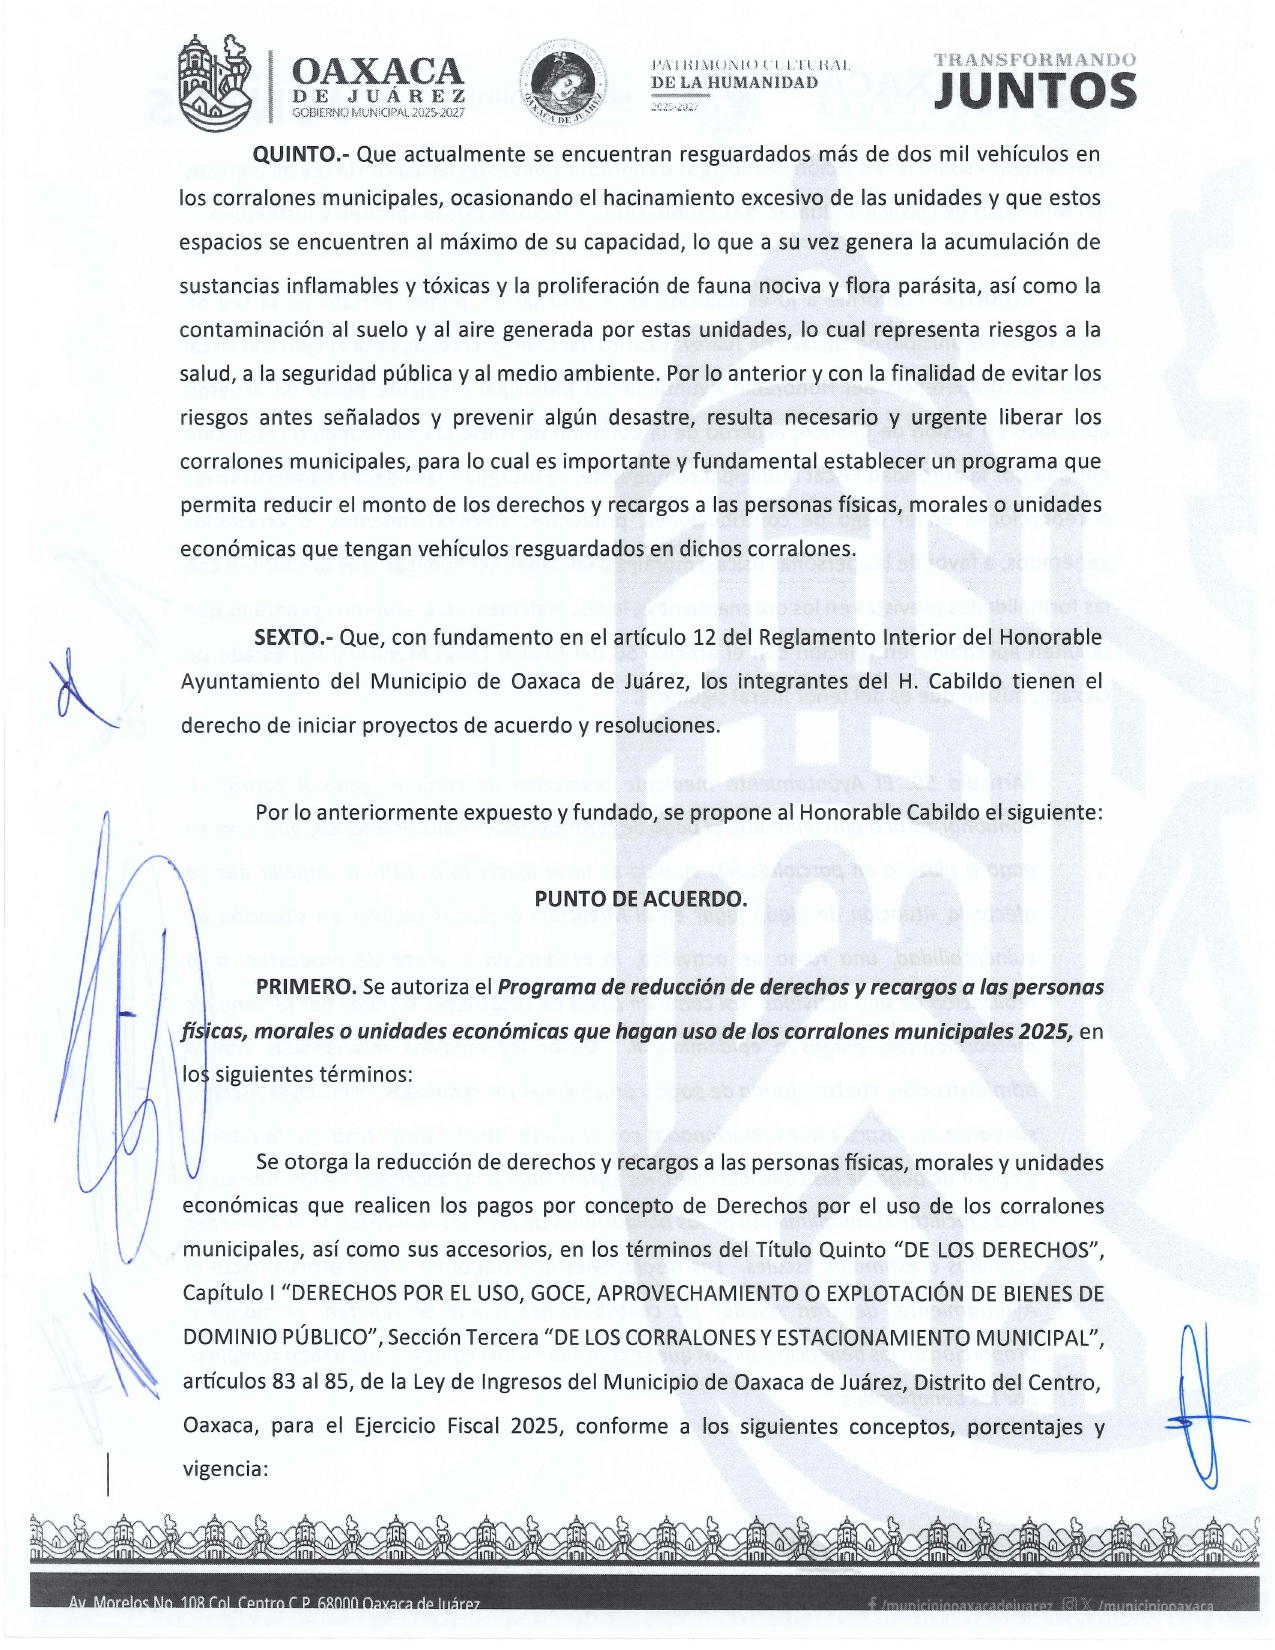 OAXACA
DE JUÁREZ
GOBIERNO MUNICIPAL 2025-2027
OAXACA DE JUÁREZ
PATRIMONIO CULTURAL
DE LA HUMANIDAD
2025-2027
TRANSFORMANDO
JUNTOS
QUINTO.- Que actualmente se encuentran resguardados más de dos mil vehículos en
los corralones municipales, ocasionando el hacinamiento excesivo de las unidades y que estos
espacios se encuentren al máximo de su capacidad, lo que a su vez genera la acumulación de
sustancias inflamables y tóxicas y la proliferación de fauna nociva y flora parásita, así como la
contaminación al suelo y al aire generada por estas unidades, lo cual representa riesgos a la
salud, a la seguridad pública y al medio ambiente. Por lo anterior y con la finalidad de evitar los
riesgos antes señalados y prevenir algún desastre, resulta necesario y urgente liberar los
corralones municipales, para lo cual es importante y fundamental establecer un programa que
permita reducir el monto de los derechos y recargos a las personas físicas, morales o unidades
económicas que tengan vehículos resguardados en dichos corralones.
SEXTO.- Que, con fundamento en el artículo 12 del Reglamento Interior del Honorable
Ayuntamiento del Municipio de Oaxaca de Juárez, los integrantes del H. Cabildo tienen el
derecho de iniciar proyectos de acuerdo y resoluciones.
Por lo anteriormente expuesto y fundado, se propone al Honorable Cabildo el siguiente:
PUNTO DE ACUERDO.
PRIMERO. Se autoriza el Programa de reducción de derechos y recargos a las personas
físicas, morales o unidades económicas que hagan uso de los corralones municipales 2025, en
los siguientes términos:
Se otorga la reducción de derechos y recargos a las personas físicas, morales y unidades
económicas que realicen los pagos por concepto de Derechos por el uso de los corralones
municipales, así como sus accesorios, en los términos del Título Quinto “DE LOS DERECHOS”,
Capítulo I “DERECHOS POR EL USO, GOCE, APROVECHAMIENTO O EXPLOTACIÓN DE BIENES DE
DOMINIO PÚBLICO”, Sección Tercera “DE LOS CORRALONES Y ESTACIONAMIENTO MUNICIPAL”,
artículos 83 al 85, de la Ley de Ingresos del Municipio de Oaxaca de Juárez, Distrito del Centro,
Oaxaca, para el Ejercicio Fiscal 2025, conforme a los siguientes conceptos, porcentajes y
vigencia:
Av. Morelos No. 108 Col. Centro C.P. 68000 Oaxaca de Juárez
/municipiooaxacadejuarez /municipiooaxaca